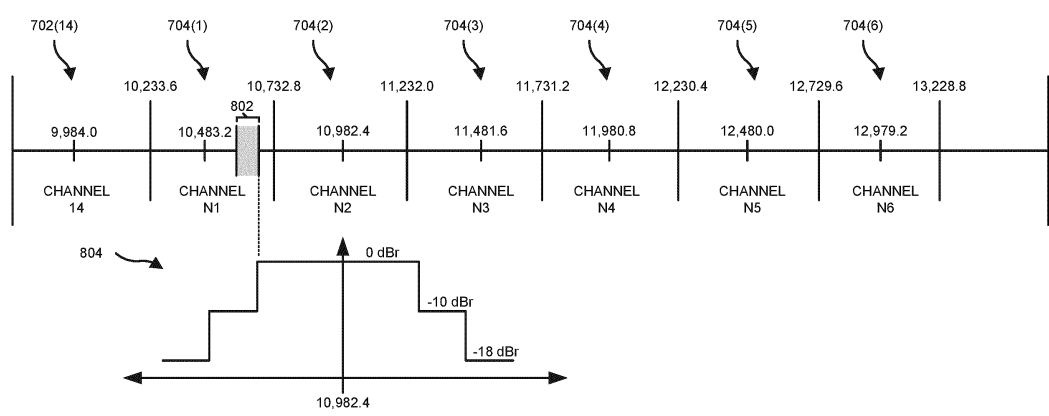 702(14) 704(1) 704(2) 704(3) 704(4) 704(5) 704(6)
10,233.6 10,732.8 11,232.0 11,731.2 12,230.4 12,729.6 13,228.8
802
9,984.0 10,483.2 10,982.4 11,481.6 11,980.8 12,480.0 12,979.2
CHANNEL CHANNEL CHANNEL CHANNEL CHANNEL CHANNEL CHANNEL
14 N1 N2 N3 N4 N5 N6
804 0 dBr
-10 dBr
-18 dBr
10,982.4